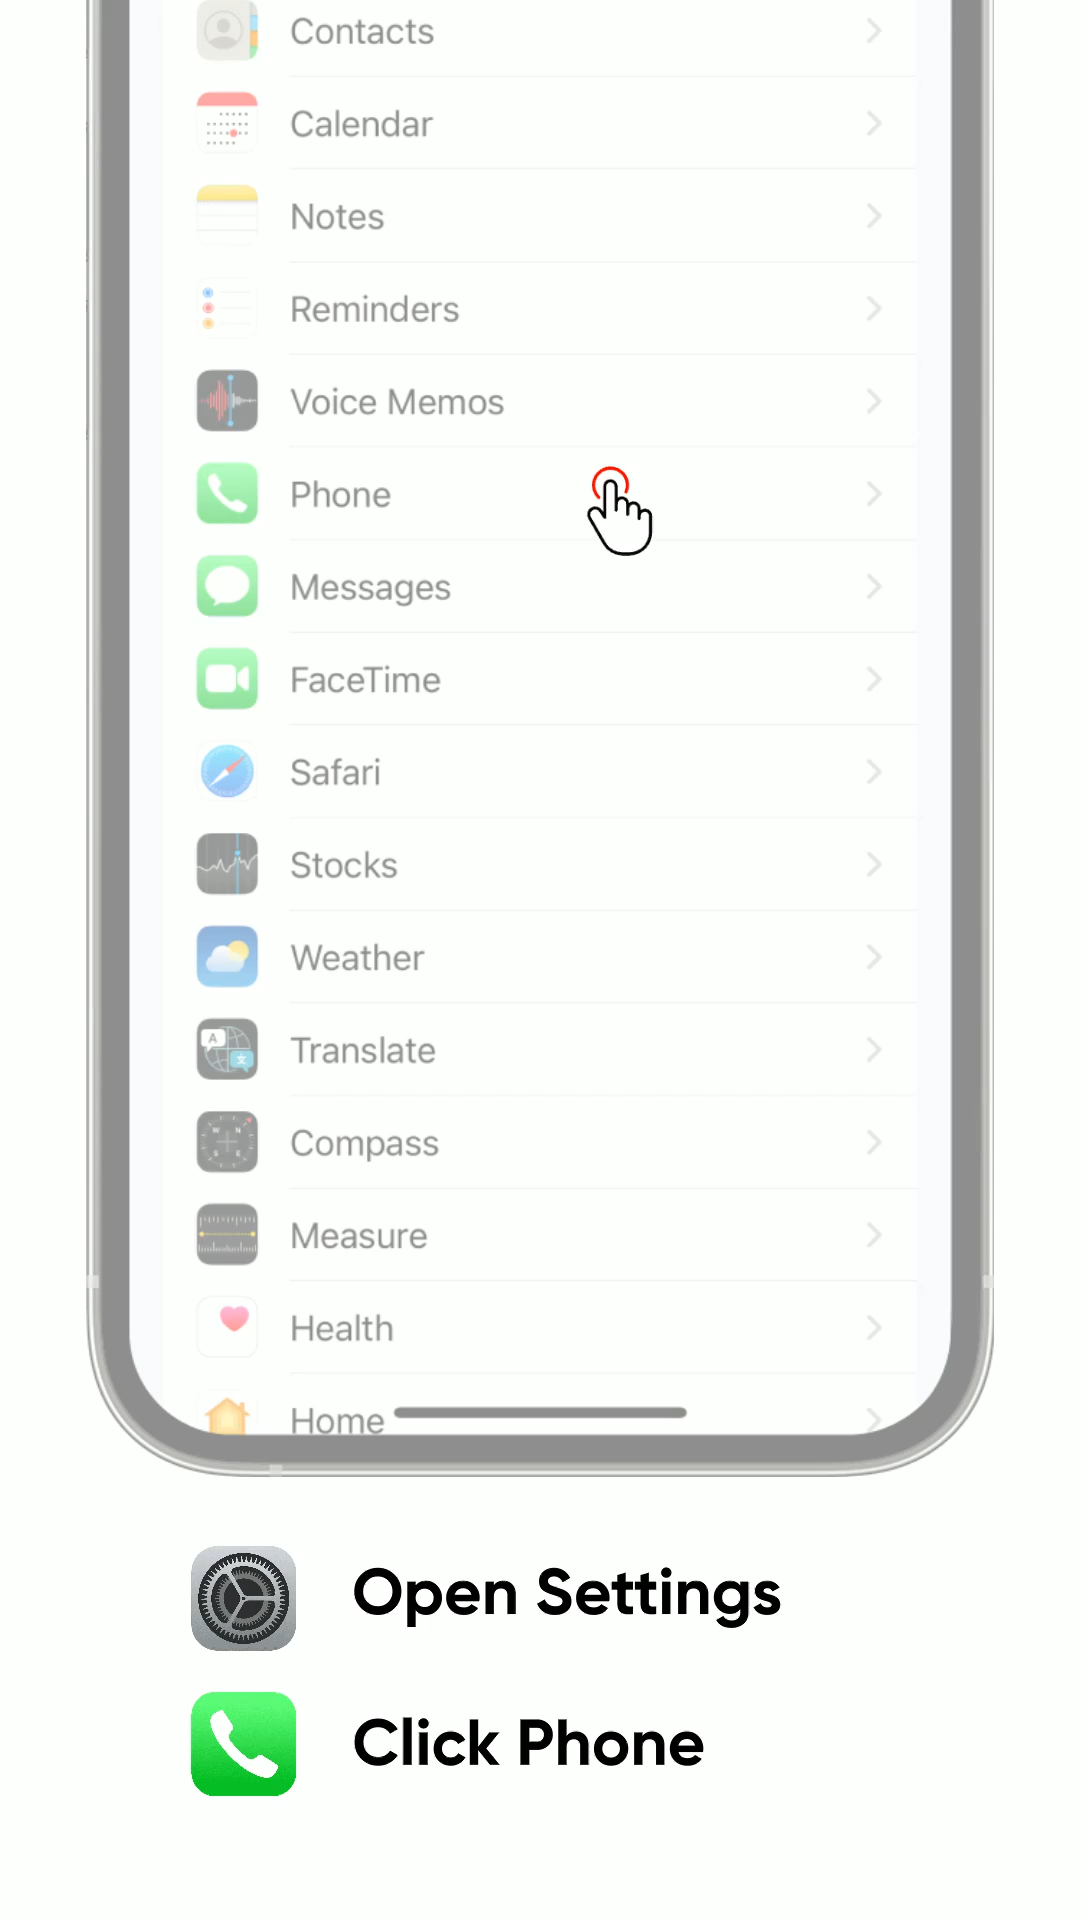 Contacts
Calendar
Notes
Reminders
Voice Memos
Phone
Messages
FaceTime
Safari
Stocks
Weather
A
文
Translate
W N
S E
Compass
Measure
Health
Home
Open Settings
Click Phone